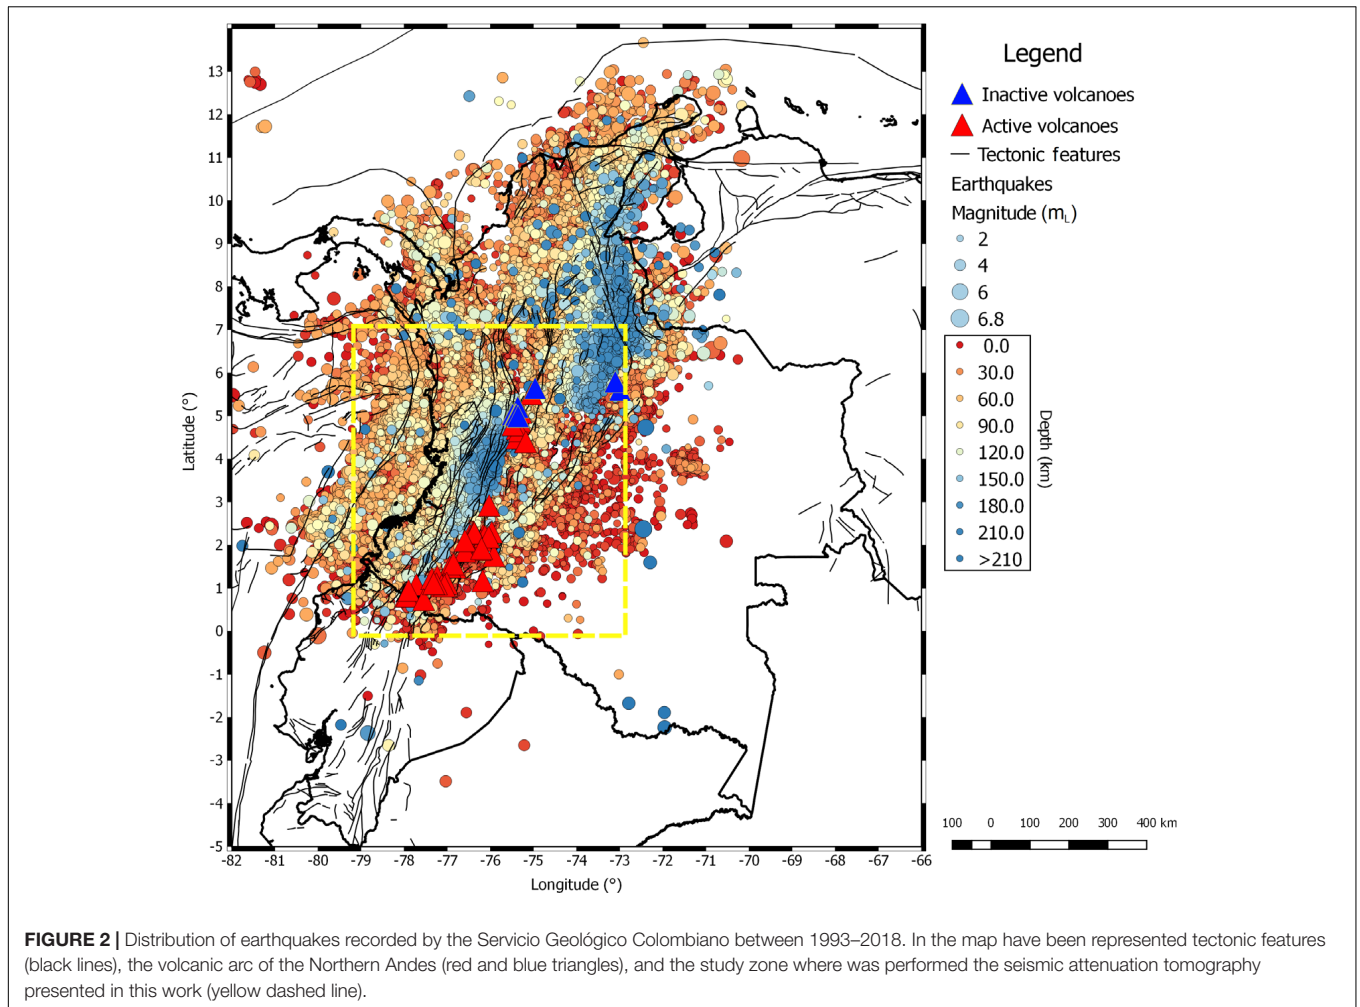 13
12
11
10
9
8
7
6
5
4
3
2
1
0
-1
-2
-3
-4
-5
Latitude (°)
-82 -81 -80 -79 -78 -77 -76 -75 -74 -73 -72 -71 -70 -69 -68 -67 -66
Longitude (°)
Legend
Inactive volcanoes
Active volcanoes
Tectonic features
Earthquakes
Magnitude (mL)
2
4
6
6.8
0.0
30.0
60.0
90.0
120.0
150.0
180.0
210.0
>210
Depth (km)
100 0 100 200 300 400 km
FIGURE 2 | Distribution of earthquakes recorded by the Servicio Geológico Colombiano between 1993–2018. In the map have been represented tectonic features
(black lines), the volcanic arc of the Northern Andes (red and blue triangles), and the study zone where was performed the seismic attenuation tomography
presented in this work (yellow dashed line).